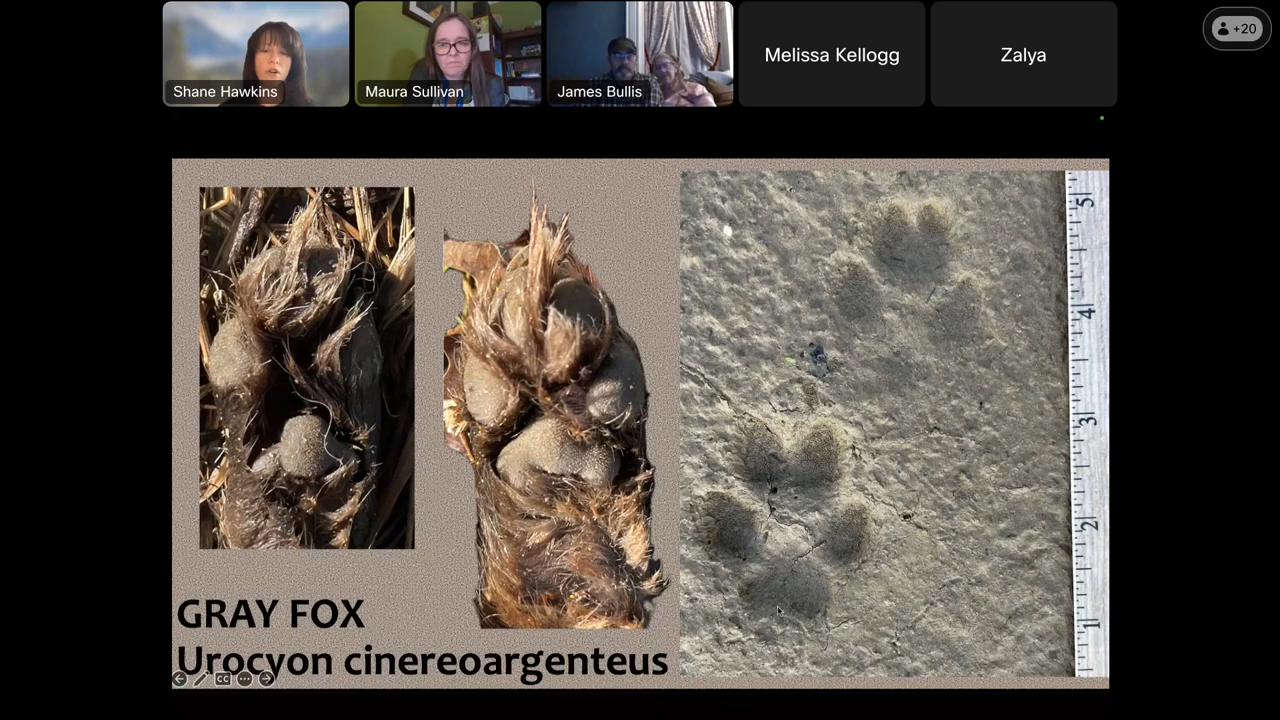 Shane Hawkins
Maura Sullivan
James Bullis
Melissa Kellogg
Zalya
+20
5
4
3
2
1
GRAY FOX
Urocyon cinereoargenteus
CC